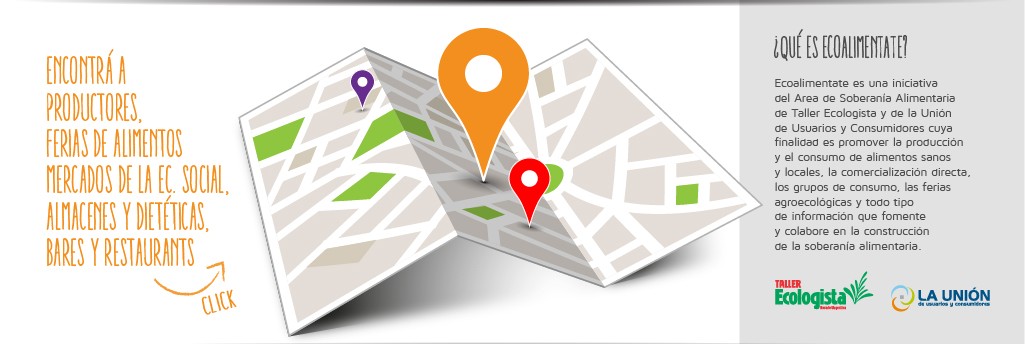 ENCONTRÁ A
PRODUCTORES,
FERIAS DE ALIMENTOS
MERCADOS DE LA EC. SOCIAL,
ALMACENES Y DIETÉTICAS,
BARES Y RESTAURANTS
CLICK
¿QUÉ ES ECOALIMENTATE?
Ecoalimentate es una iniciativa
del Area de Soberanía Alimentaria
de Taller Ecologista y de la Unión
de Usuarios y Consumidores cuya
finalidad es promover la producción
y el consumo de alimentos sanos
y locales, la comercialización directa,
los grupos de consumo, las ferias
agroecológicas y todo tipo
de información que fomente
y colabore en la construcción
de la soberanía alimentaria.
TALLER
Ecologista
LA UNIÓN
de usuarios y consumidores